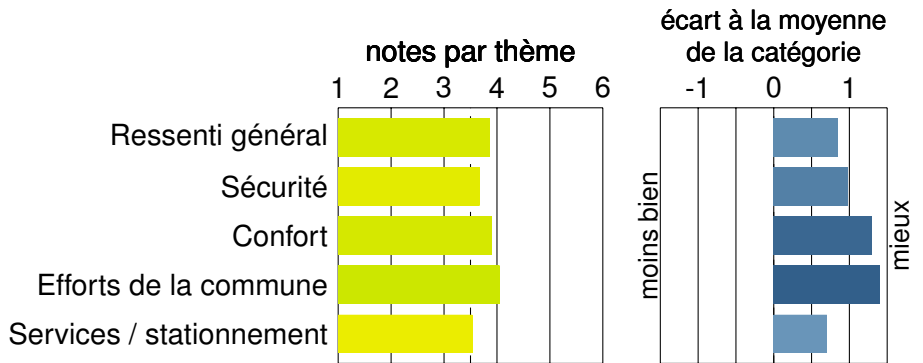 notes par thème
1 2 3 4 5 6
Ressenti général
Sécurité
Confort
Efforts de la commune
Services / stationnement
écart à la moyenne
de la catégorie
-1 0 1
moins bien
mieux